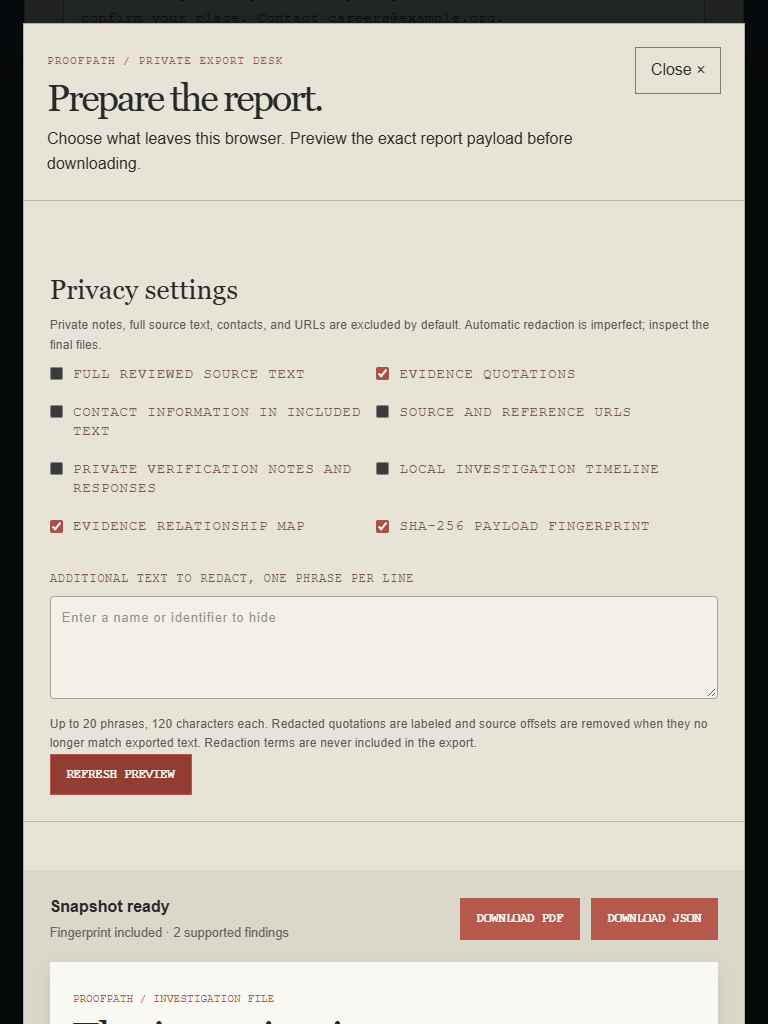 confirm your place. Contact careers@example.org.
PROOFPATH / PRIVATE EXPORT DESK
Close ×
Prepare the report.
Choose what leaves this browser. Preview the exact report payload before
downloading.
Privacy settings
Private notes, full source text, contacts, and URLs are excluded by default. Automatic redaction is imperfect; inspect the
final files.
FULL REVIEWED SOURCE TEXT
EVIDENCE QUOTATIONS
CONTACT INFORMATION IN INCLUDED
TEXT
SOURCE AND REFERENCE URLS
PRIVATE VERIFICATION NOTES AND
RESPONSES
LOCAL INVESTIGATION TIMELINE
EVIDENCE RELATIONSHIP MAP
SHA-256 PAYLOAD FINGERPRINT
ADDITIONAL TEXT TO REDACT, ONE PHRASE PER LINE
Enter a name or identifier to hide
Up to 20 phrases, 120 characters each. Redacted quotations are labeled and source offsets are removed when they no
longer match exported text. Redaction terms are never included in the export.
REFRESH PREVIEW
Snapshot ready
Fingerprint included · 2 supported findings
DOWNLOAD PDF
DOWNLOAD JSON
PROOFPATH / INVESTIGATION FILE